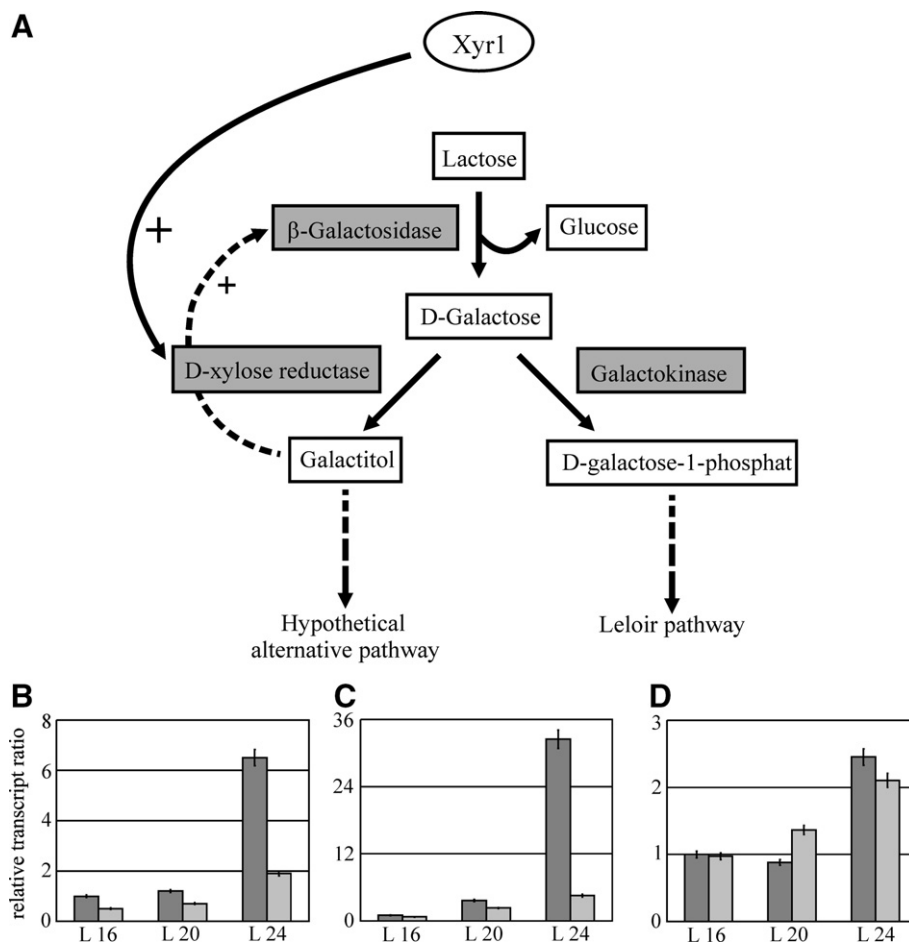 A
Xyr1
Lactose
+
β-Galactosidase
Glucose
+
D-Galactose
D-xylose reductase
Galactokinase
Galactitol
D-galactose-1-phosphat
Hypothetical
alternative pathway
Leloir pathway
B
C
D
relative transcript ratio
8
6
4
2
0
L 16
L 20
L 24
36
24
12
0
L 16
L 20
L 24
3
2
1
0
L 16
L 20
L 24